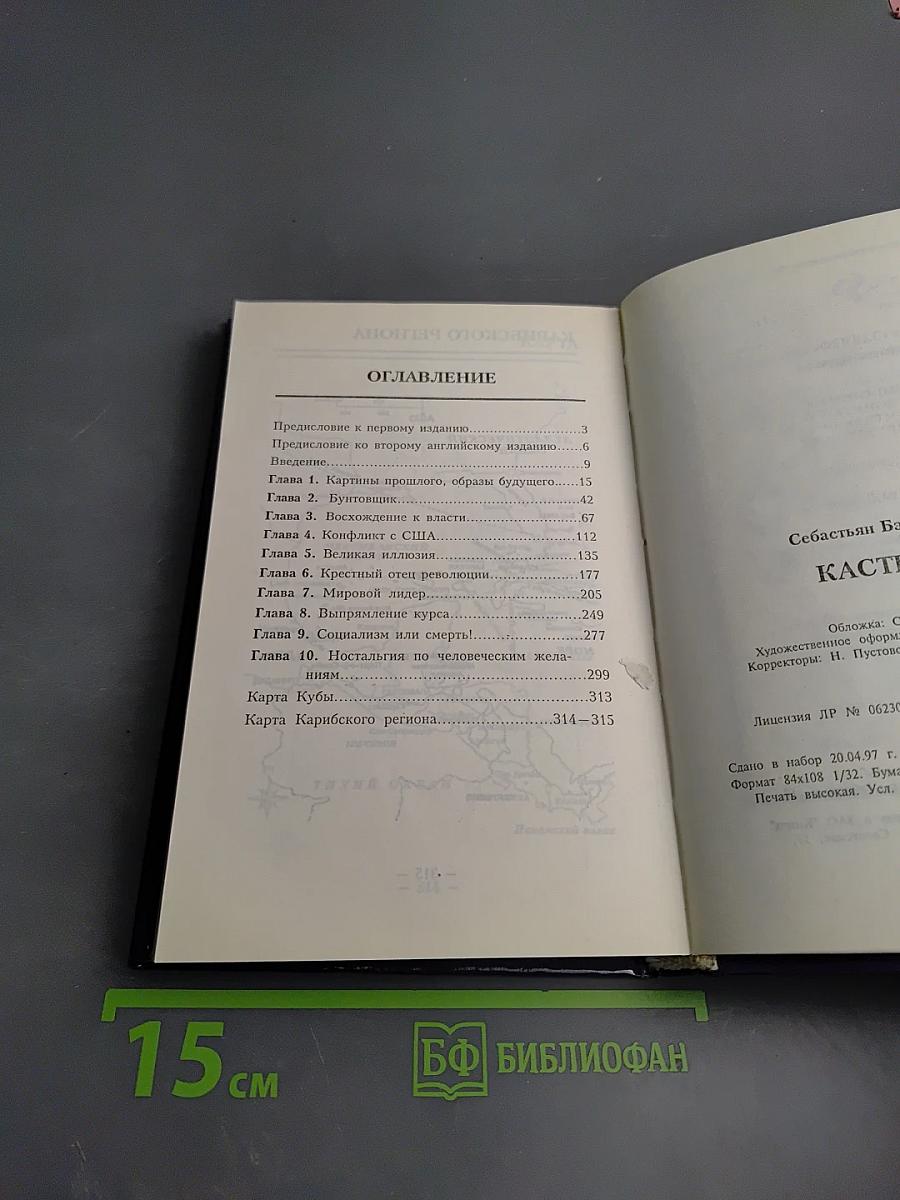 ОГЛАВЛЕНИЕ
Предисловие к первому изданию..............................3
Предисловие ко второму английскому изданию......6
Введение....................................................................9
Глава 1. Картины прошлого, образы будущего......15
Глава 2. Бунтовщик..................................................42
Глава 3. Восхождение к власти..............................67
Глава 4. Конфликт с США......................................112
Глава 5. Великая иллюзия......................................135
Глава 6. Крестный отец революции......................177
Глава 7. Мировой лидер..........................................205
Глава 8. Выпрямление курса..................................249
Глава 9. Социализм или смерть!............................277
Глава 10. Ностальгия по человеческим жела-
ниям..................................................299
Карта Кубы..............................................................313
Карта Карибского региона..............................314—315
КАРИБСКОГО РЕГИОНА
— 315 —
Себастьян
Обложка:
Художественное
Корректоры: Н.
Лицензия ЛР №
Сдано в набор 20.04.97 г.
Формат 84х108 1/32.
Печать высокая. Усл.
15 см
БФ БИБЛИОФАН